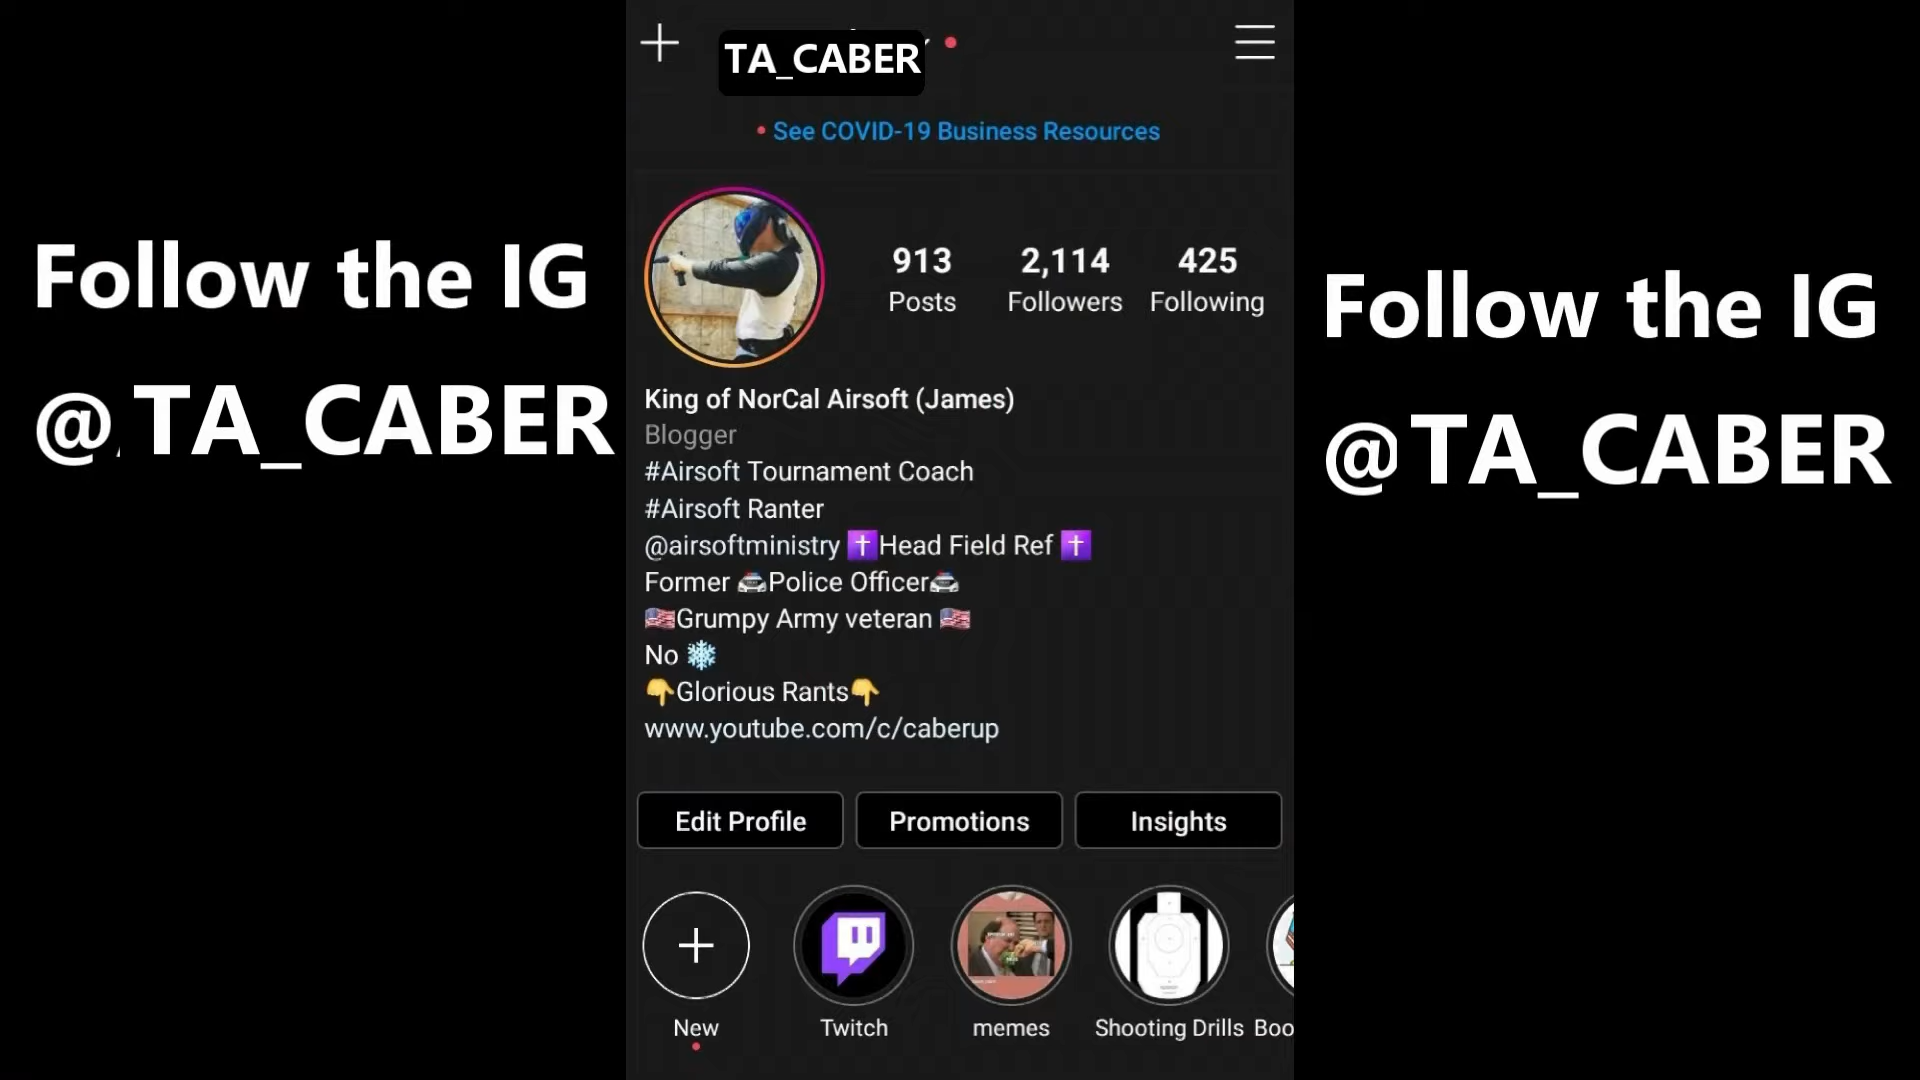 Follow the IG
@TA_CABER
TA_CABER
See COVID-19 Business Resources
913
Posts
2,114
Followers
425
Following
King of NorCal Airsoft (James)
Blogger
#Airsoft Tournament Coach
#Airsoft Ranter
@airsoftministry ✝️Head Field Ref ✝️
Former 🚔Police Officer🚔
🇺🇸Grumpy Army veteran 🇺🇸
No ❄️
👇Glorious Rants👇
www.youtube.com/c/caberup
Edit Profile
Promotions
Insights
New
Twitch
memes
Shooting Drills
Boo
Follow the IG
@TA_CABER